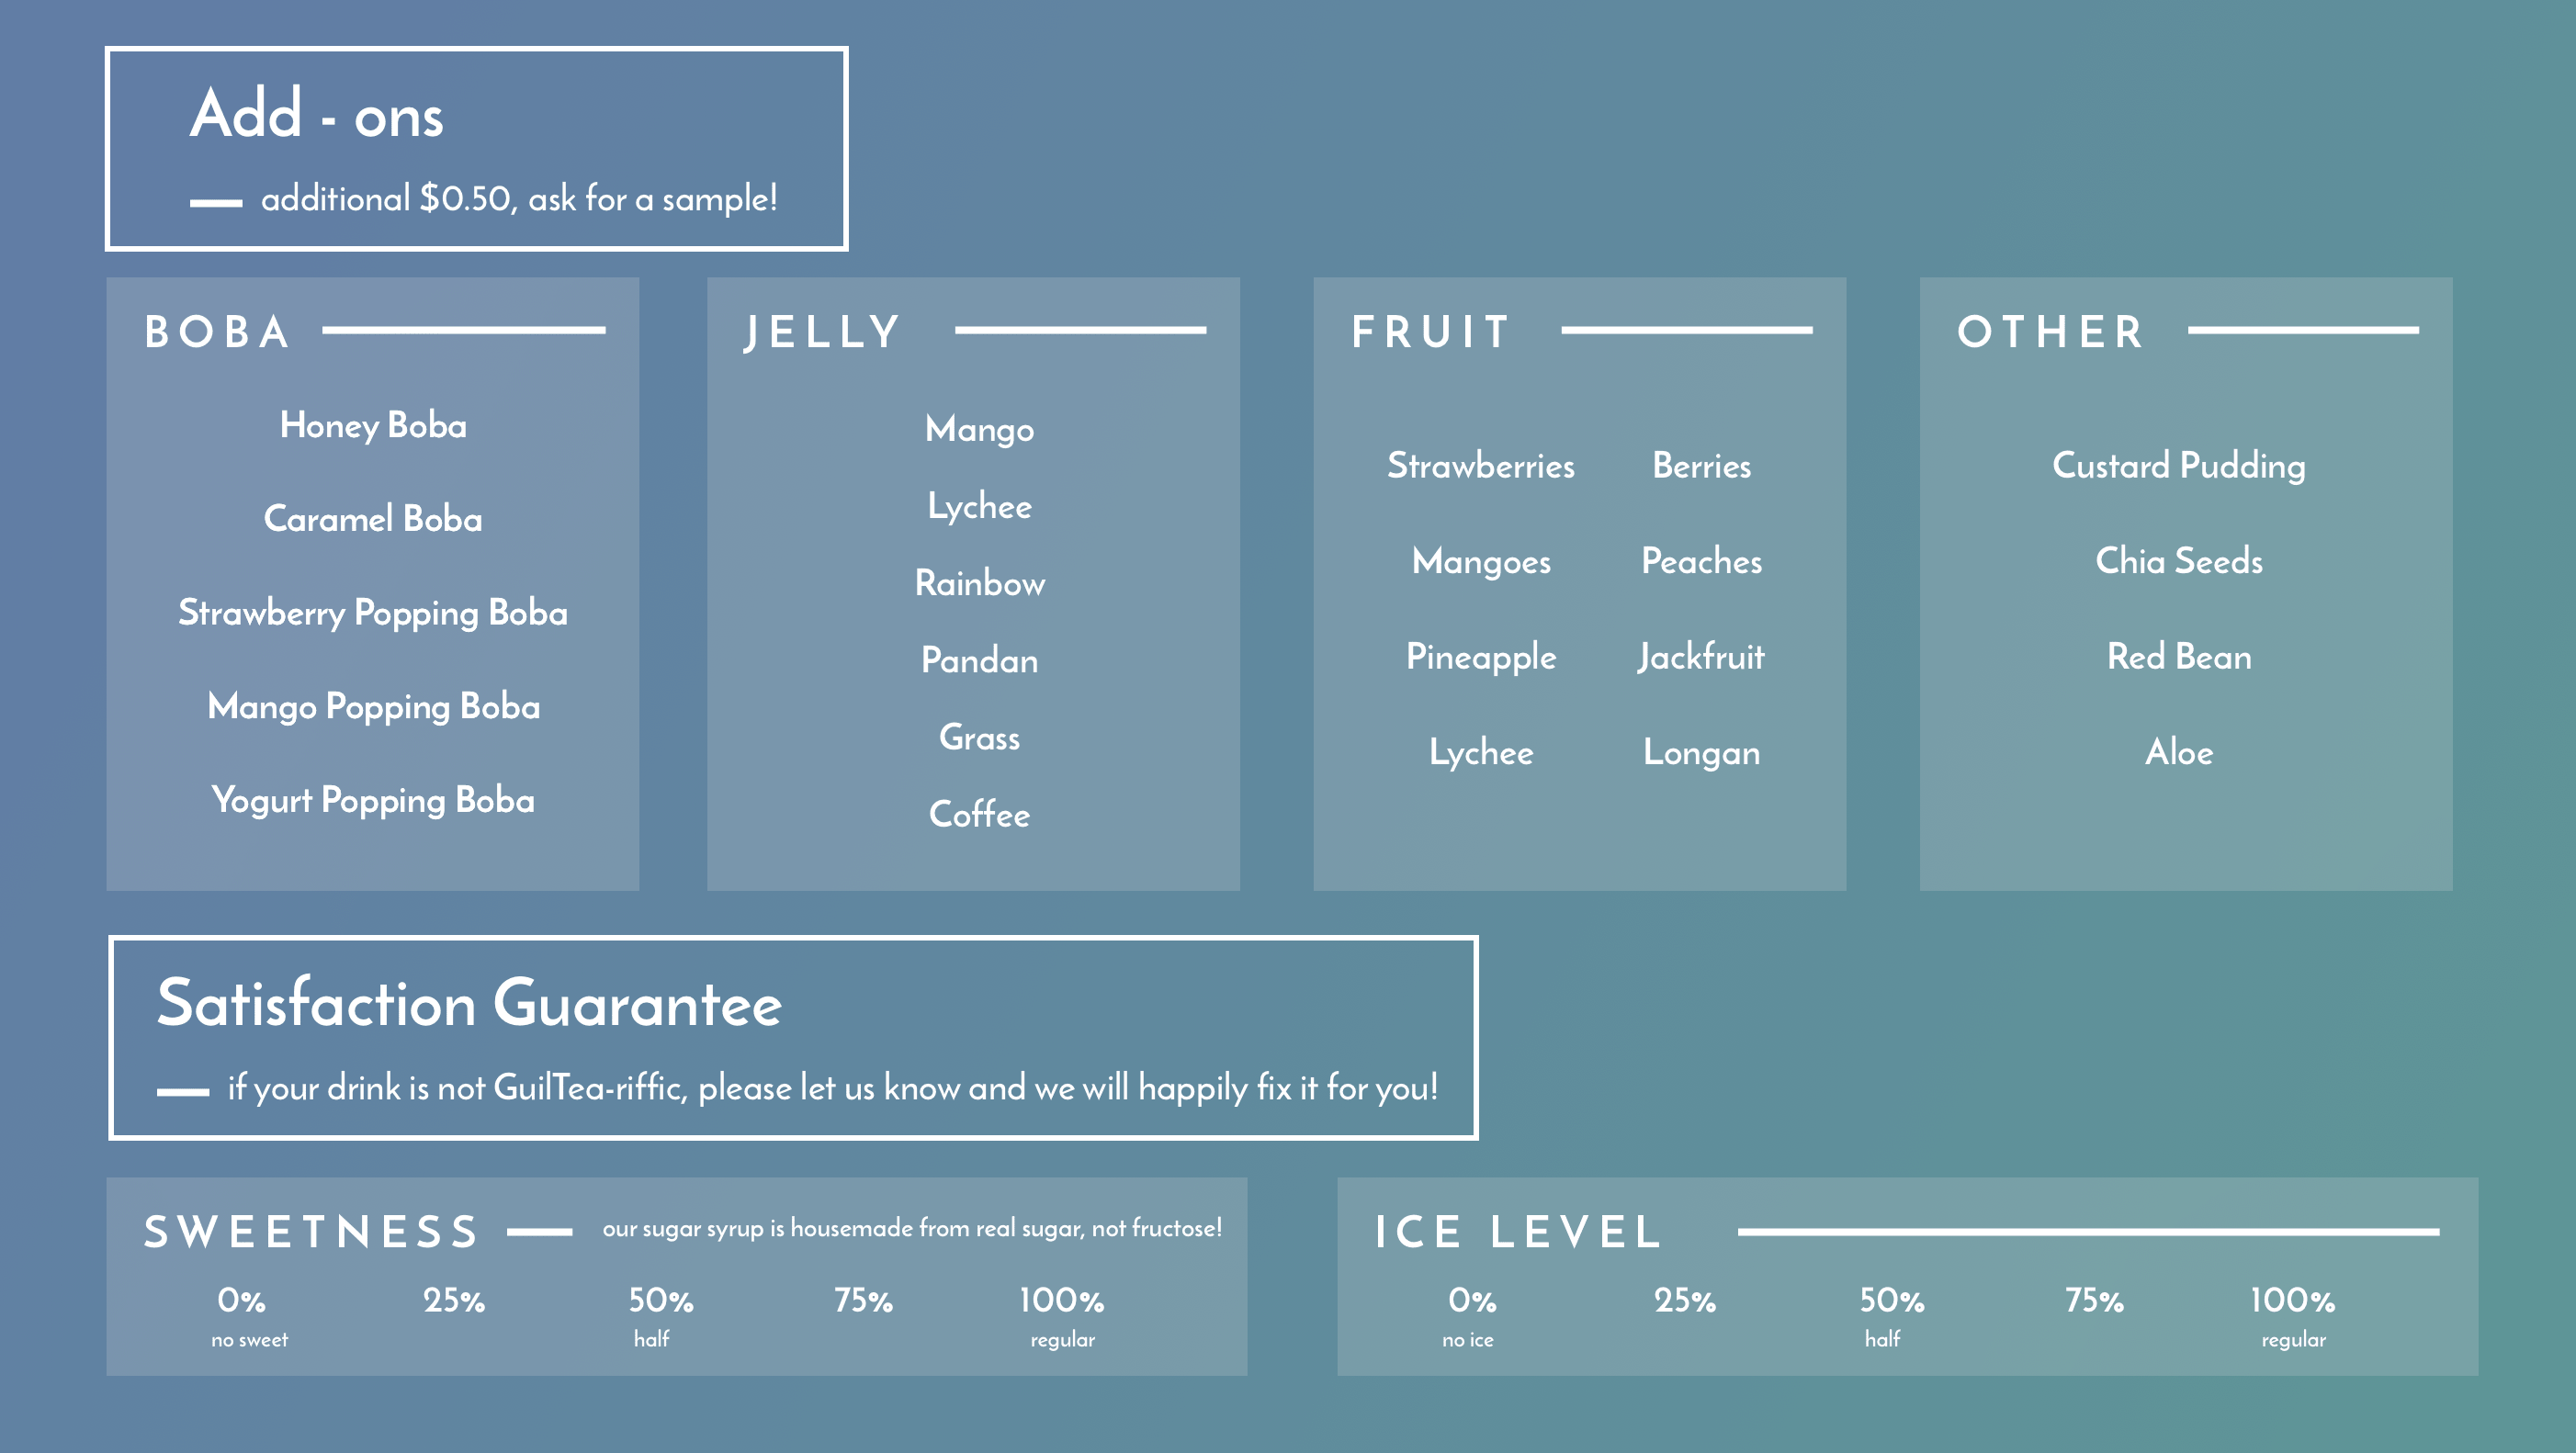 Add - ons
additional $0.50, ask for a sample!
BOBA
Honey Boba
Caramel Boba
Strawberry Popping Boba
Mango Popping Boba
Yogurt Popping Boba
JELLY
Mango
Lychee
Rainbow
Pandan
Grass
Coffee
FRUIT
Strawberries Berries
Mangoes Peaches
Pineapple Jackfruit
Lychee Longan
OTHER
Custard Pudding
Chia Seeds
Red Bean
Aloe
Satisfaction Guarantee
if your drink is not GuilTea-riffic, please let us know and we will happily fix it for you!
SWEETNESS our sugar syrup is housemade from real sugar, not fructose!
0% 25% 50% 75% 100%
no sweet half regular
ICE LEVEL
0% 25% 50% 75% 100%
no ice half regular